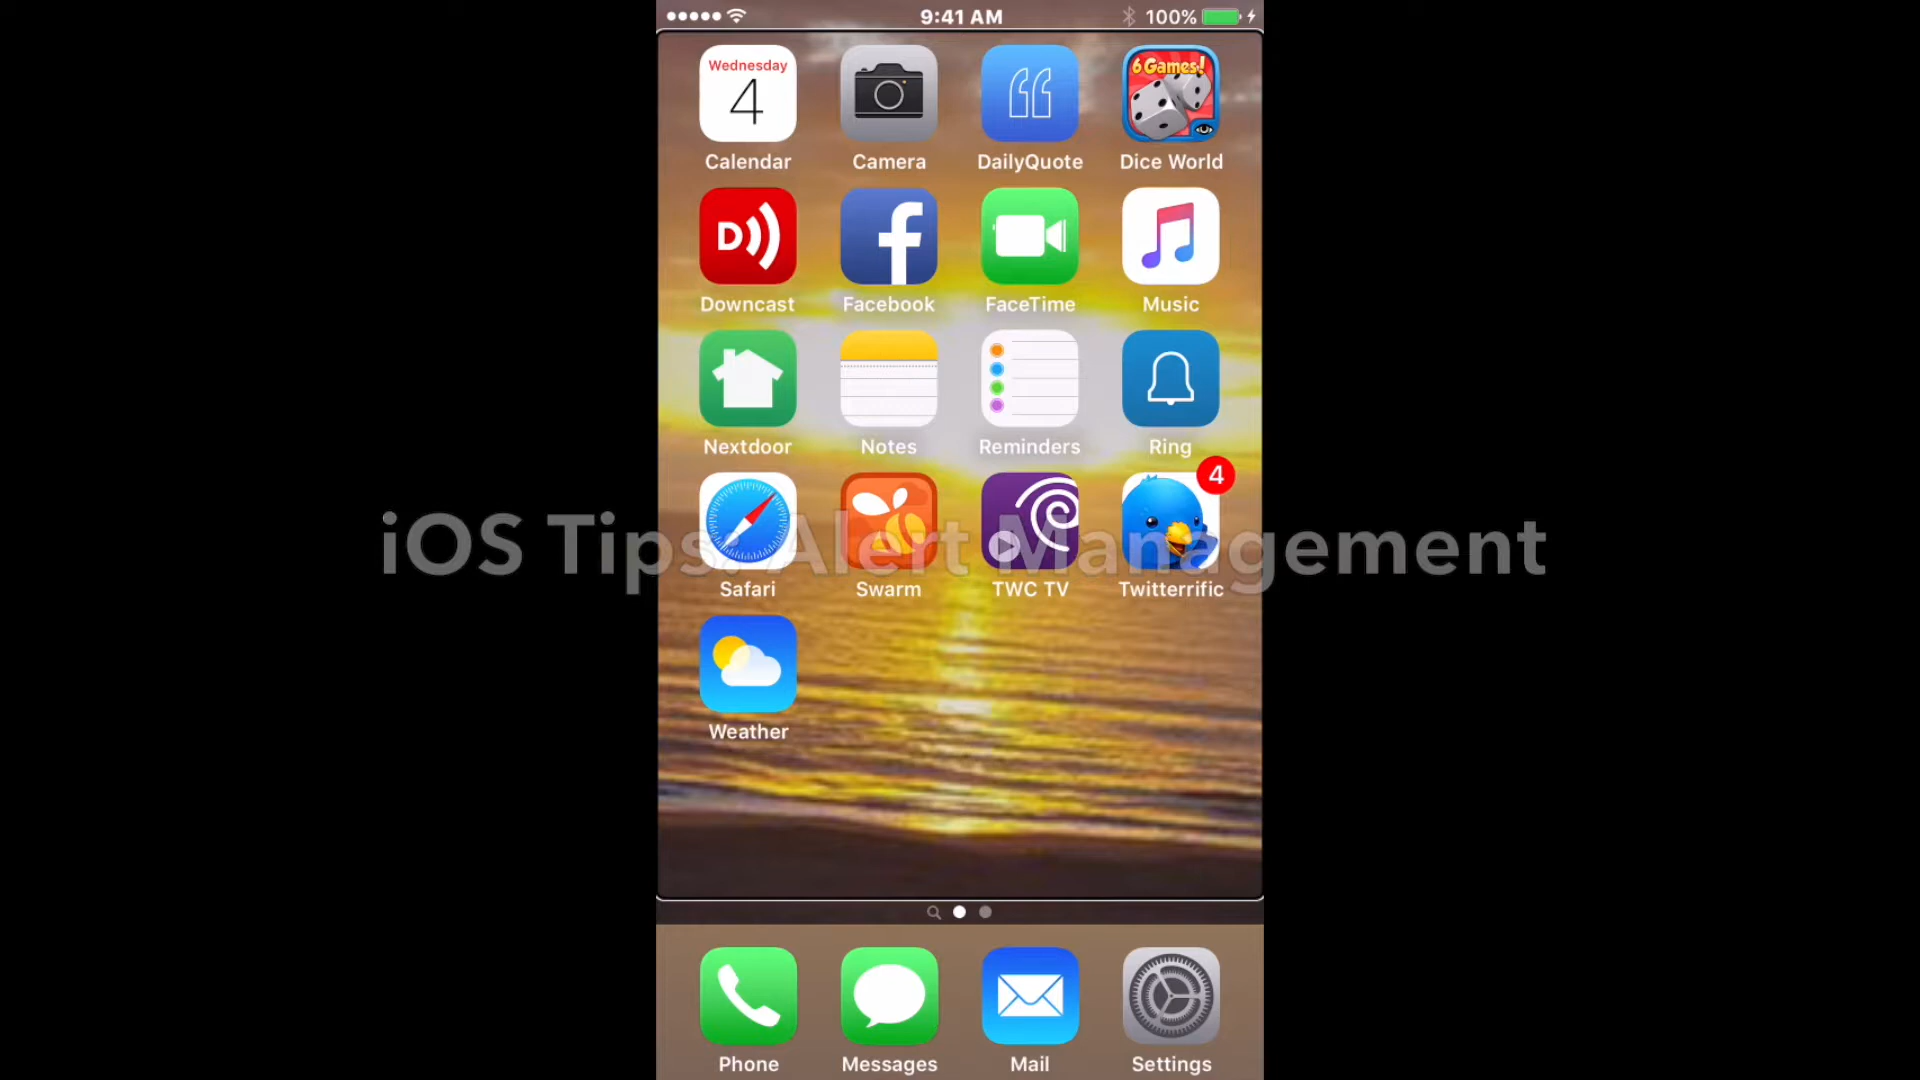 9:41 AM 100%
Wednesday
4
6 Games!
Calendar Camera DailyQuote Dice World
D
Downcast Facebook FaceTime Music
Nextdoor Notes Reminders Ring
4
iOS Tips: Alert Management
Safari Swarm TWC TV Twitterrific
Weather
Phone Messages Mail Settings